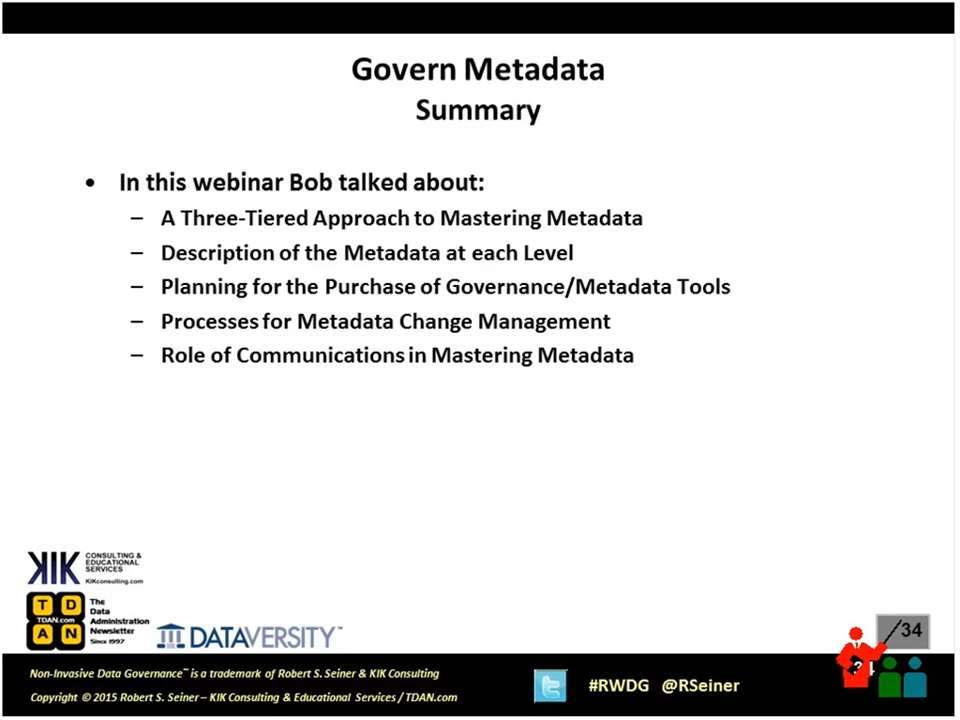 Govern Metadata
Summary
• In this webinar Bob talked about:
– A Three-Tiered Approach to Mastering Metadata
– Description of the Metadata at each Level
– Planning for the Purchase of Governance/Metadata Tools
– Processes for Metadata Change Management
– Role of Communications in Mastering Metadata
KIK
CONSULTING &
EDUCATIONAL
SERVICES
KIKconsulting.com
T D
TDAN.com
A N
The
Data
Administration
Newsletter
Since 1997
DATAVERSITY™
/34
34
Non-Invasive Data Governance™ is a trademark of Robert S. Seiner & KIK Consulting
Copyright © 2015 Robert S. Seiner – KIK Consulting & Educational Services / TDAN.com
#RWDG @RSeiner